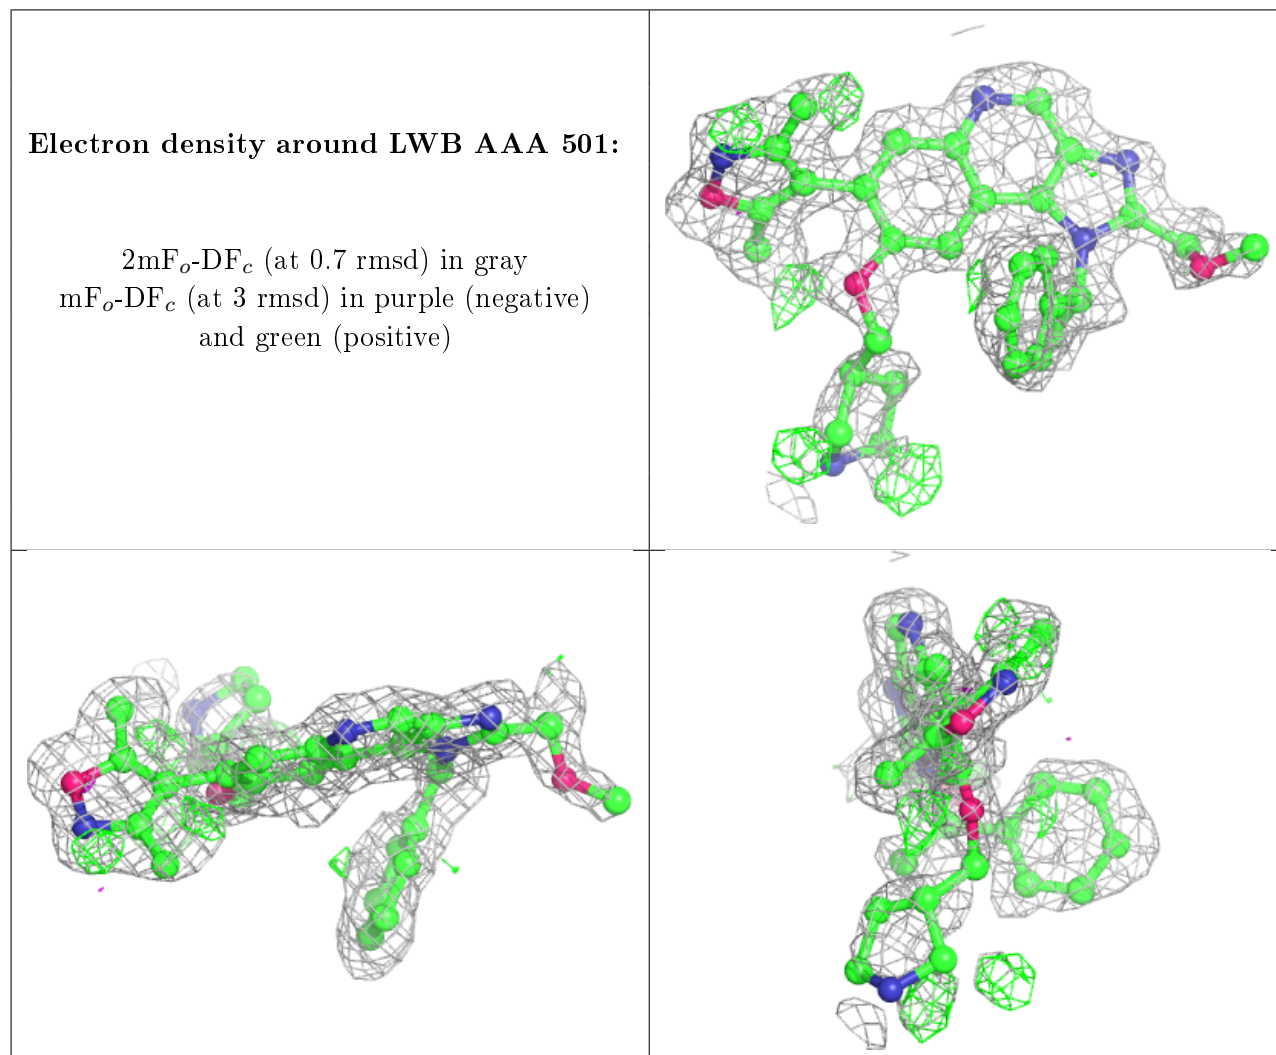 Electron density around LWB AAA 501:
2mFo-DFc (at 0.7 rmsd) in gray
mFo-DFc (at 3 rmsd) in purple (negative)
and green (positive)